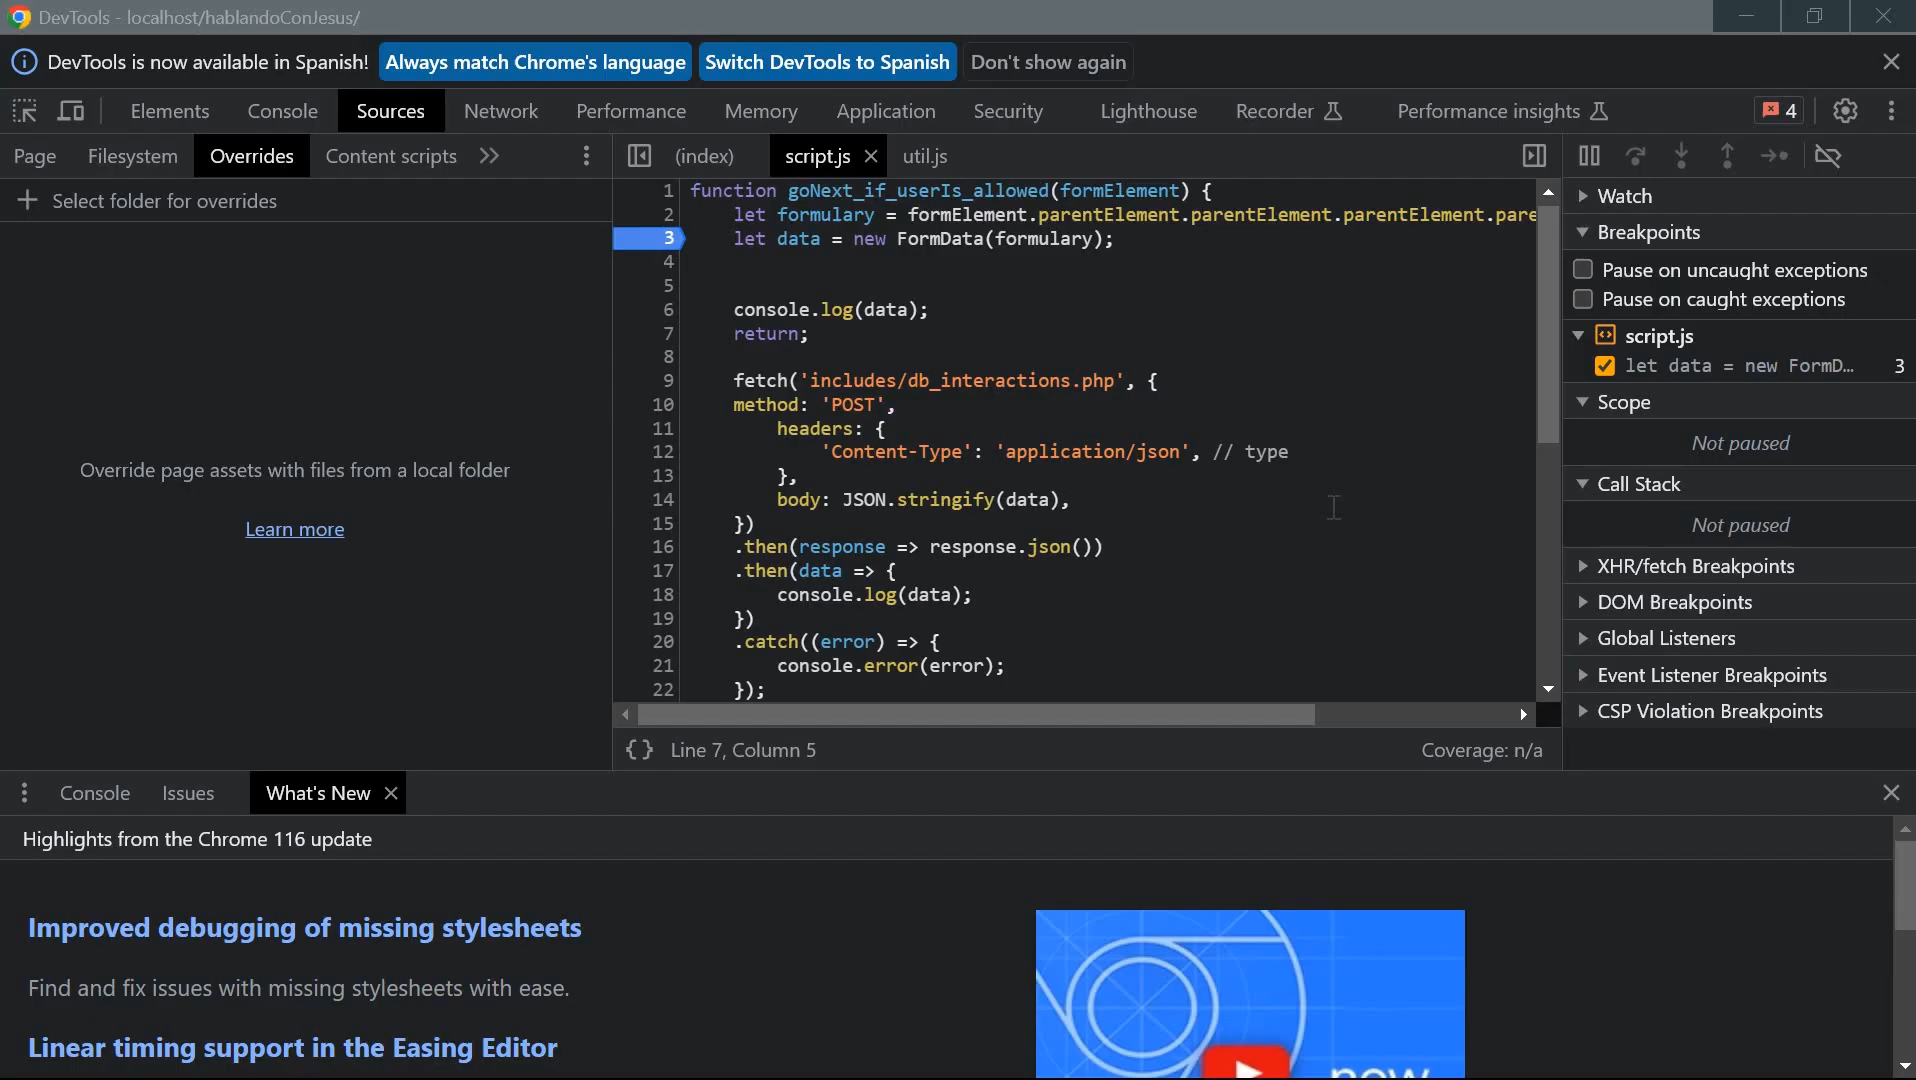 DevTools - localhost/hablandoConJesus/
DevTools is now available in Spanish! Always match Chrome's language Switch DevTools to Spanish Don't show again
Elements Console Sources Network Performance Memory Application Security Lighthouse Recorder Performance insights 4
Page Filesystem Overrides Content scripts
Select folder for overrides
Override page assets with files from a local folder
Learn more
(index) script.js util.js
1 function goNext_if_userIs_allowed(formElement) {
2 let formulary = formElement.parentElement.parentElement.parentElement.pare
3 let data = new FormData(formulary);
4
5
6 console.log(data);
7 return;
8
9 fetch('includes/db_interactions.php', {
10 method: 'POST',
11 headers: {
12 'Content-Type': 'application/json', // type
13 },
14 body: JSON.stringify(data),
15 })
16 .then(response => response.json())
17 .then(data => {
18 console.log(data);
19 })
20 .catch((error) => {
21 console.error(error);
22 });
{} Line 7, Column 5 Coverage: n/a
Watch
Breakpoints
Pause on uncaught exceptions
Pause on caught exceptions
script.js
let data = new FormD… 3
Scope
Not paused
Call Stack
Not paused
XHR/fetch Breakpoints
DOM Breakpoints
Global Listeners
Event Listener Breakpoints
CSP Violation Breakpoints
Console Issues What's New
Highlights from the Chrome 116 update
Improved debugging of missing stylesheets
Find and fix issues with missing stylesheets with ease.
Linear timing support in the Easing Editor
new